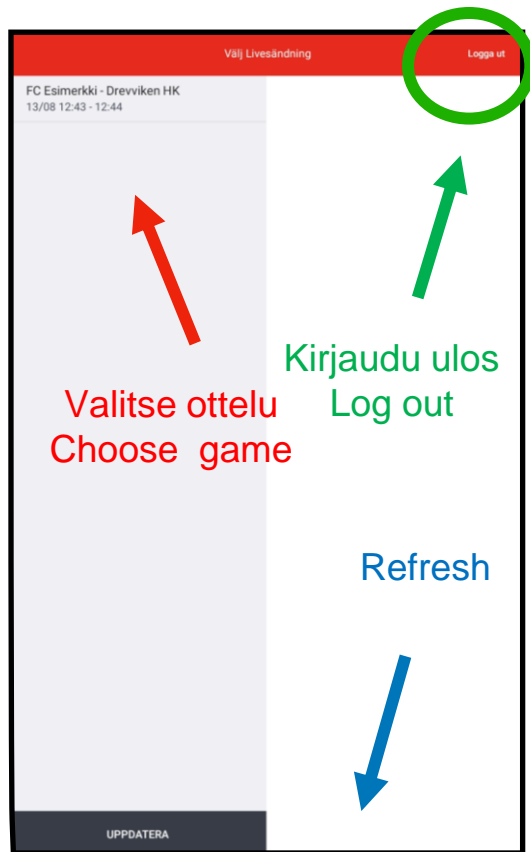 Välj Livesändning
Logga ut
FC Esimerkki - Drevviken HK
13/08 12:43 - 12:44
Kirjaudu ulos
Log out
Valitse ottelu
Choose game
Refresh
UPPDATERA